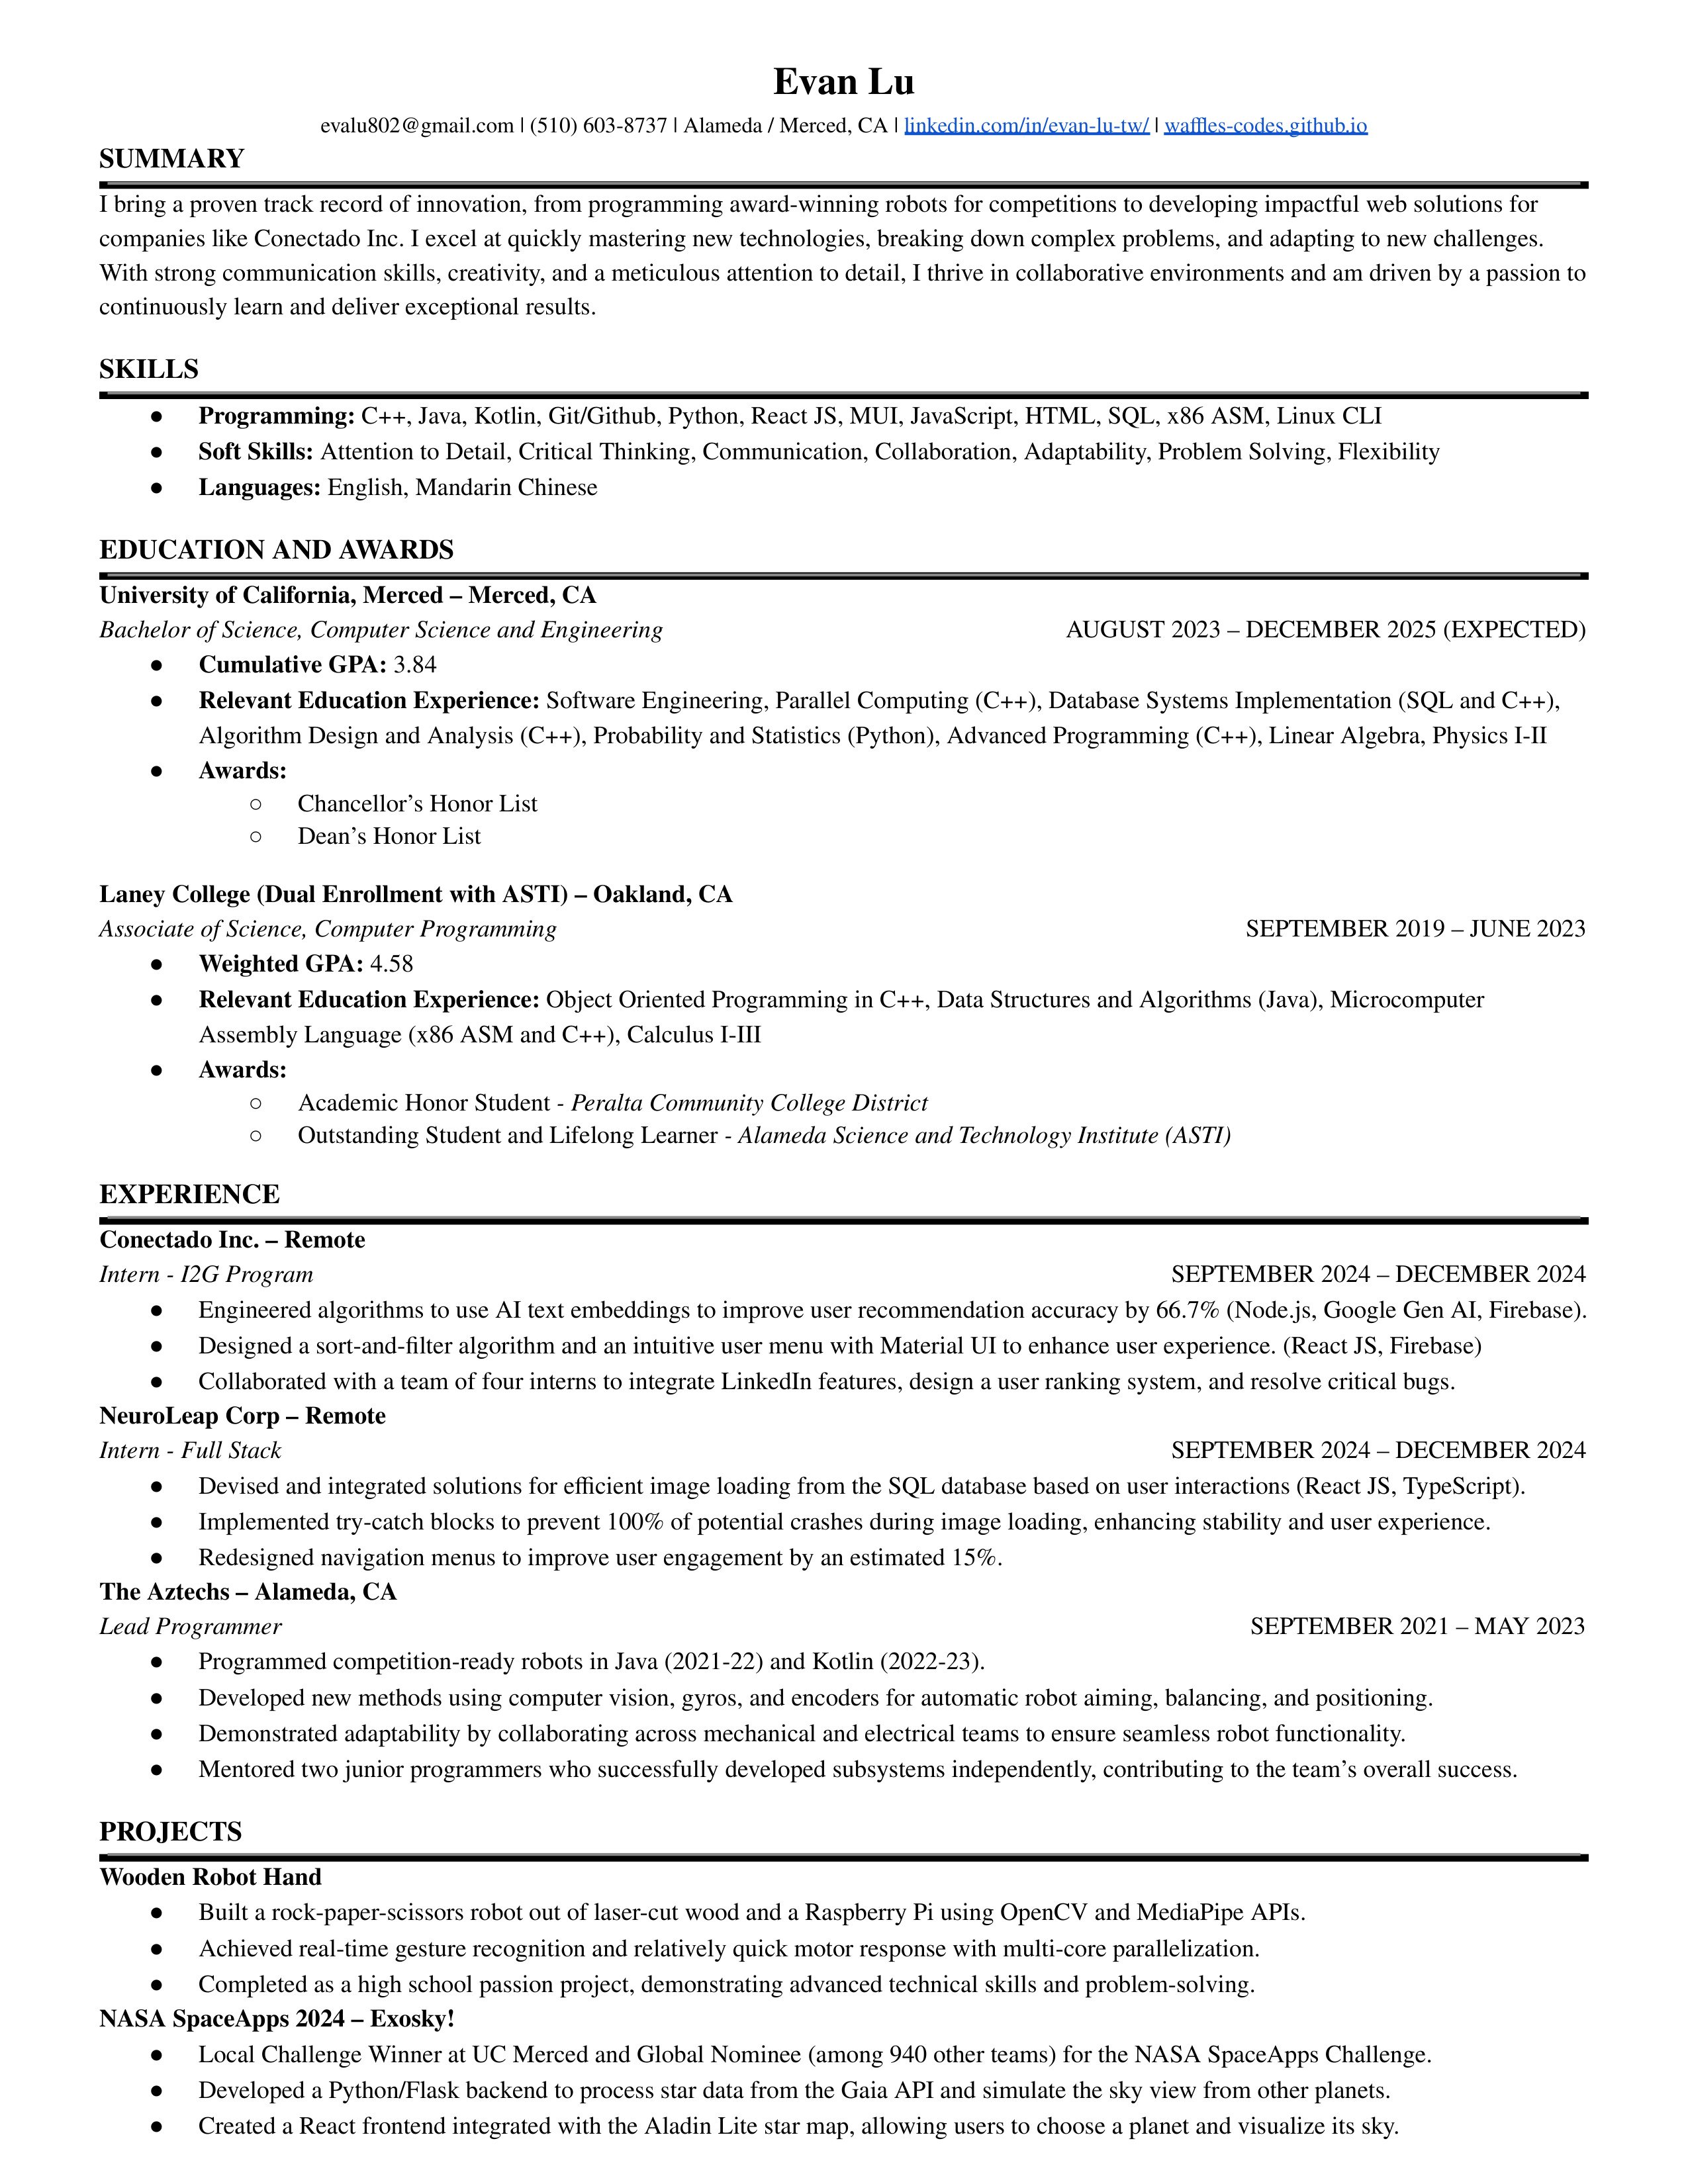 Evan Lu
evalu802@gmail.com | (510) 603-8737 | Alameda / Merced, CA | linkedin.com/in/evan-lu-tw/ | waffles-codes.github.io
SUMMARY
I bring a proven track record of innovation, from programming award-winning robots for competitions to developing impactful web solutions for
companies like Conectado Inc. I excel at quickly mastering new technologies, breaking down complex problems, and adapting to new challenges.
With strong communication skills, creativity, and a meticulous attention to detail, I thrive in collaborative environments and am driven by a passion to
continuously learn and deliver exceptional results.
SKILLS
● Programming: C++, Java, Kotlin, Git/Github, Python, React JS, MUI, JavaScript, HTML, SQL, x86 ASM, Linux CLI
● Soft Skills: Attention to Detail, Critical Thinking, Communication, Collaboration, Adaptability, Problem Solving, Flexibility
● Languages: English, Mandarin Chinese
EDUCATION AND AWARDS
University of California, Merced – Merced, CA
Bachelor of Science, Computer Science and Engineering AUGUST 2023 – DECEMBER 2025 (EXPECTED)
● Cumulative GPA: 3.84
● Relevant Education Experience: Software Engineering, Parallel Computing (C++), Database Systems Implementation (SQL and C++),
Algorithm Design and Analysis (C++), Probability and Statistics (Python), Advanced Programming (C++), Linear Algebra, Physics I-II
● Awards:
○ Chancellor’s Honor List
○ Dean’s Honor List
Laney College (Dual Enrollment with ASTI) – Oakland, CA
Associate of Science, Computer Programming SEPTEMBER 2019 – JUNE 2023
● Weighted GPA: 4.58
● Relevant Education Experience: Object Oriented Programming in C++, Data Structures and Algorithms (Java), Microcomputer
Assembly Language (x86 ASM and C++), Calculus I-III
● Awards:
○ Academic Honor Student - Peralta Community College District
○ Outstanding Student and Lifelong Learner - Alameda Science and Technology Institute (ASTI)
EXPERIENCE
Conectado Inc. – Remote
Intern - I2G Program SEPTEMBER 2024 – DECEMBER 2024
● Engineered algorithms to use AI text embeddings to improve user recommendation accuracy by 66.7% (Node.js, Google Gen AI, Firebase).
● Designed a sort-and-filter algorithm and an intuitive user menu with Material UI to enhance user experience. (React JS, Firebase)
● Collaborated with a team of four interns to integrate LinkedIn features, design a user ranking system, and resolve critical bugs.
NeuroLeap Corp – Remote
Intern - Full Stack SEPTEMBER 2024 – DECEMBER 2024
● Devised and integrated solutions for efficient image loading from the SQL database based on user interactions (React JS, TypeScript).
● Implemented try-catch blocks to prevent 100% of potential crashes during image loading, enhancing stability and user experience.
● Redesigned navigation menus to improve user engagement by an estimated 15%.
The Aztechs – Alameda, CA
Lead Programmer SEPTEMBER 2021 – MAY 2023
● Programmed competition-ready robots in Java (2021-22) and Kotlin (2022-23).
● Developed new methods using computer vision, gyros, and encoders for automatic robot aiming, balancing, and positioning.
● Demonstrated adaptability by collaborating across mechanical and electrical teams to ensure seamless robot functionality.
● Mentored two junior programmers who successfully developed subsystems independently, contributing to the team’s overall success.
PROJECTS
Wooden Robot Hand
● Built a rock-paper-scissors robot out of laser-cut wood and a Raspberry Pi using OpenCV and MediaPipe APIs.
● Achieved real-time gesture recognition and relatively quick motor response with multi-core parallelization.
● Completed as a high school passion project, demonstrating advanced technical skills and problem-solving.
NASA SpaceApps 2024 – Exosky!
● Local Challenge Winner at UC Merced and Global Nominee (among 940 other teams) for the NASA SpaceApps Challenge.
● Developed a Python/Flask backend to process star data from the Gaia API and simulate the sky view from other planets.
● Created a React frontend integrated with the Aladin Lite star map, allowing users to choose a planet and visualize its sky.